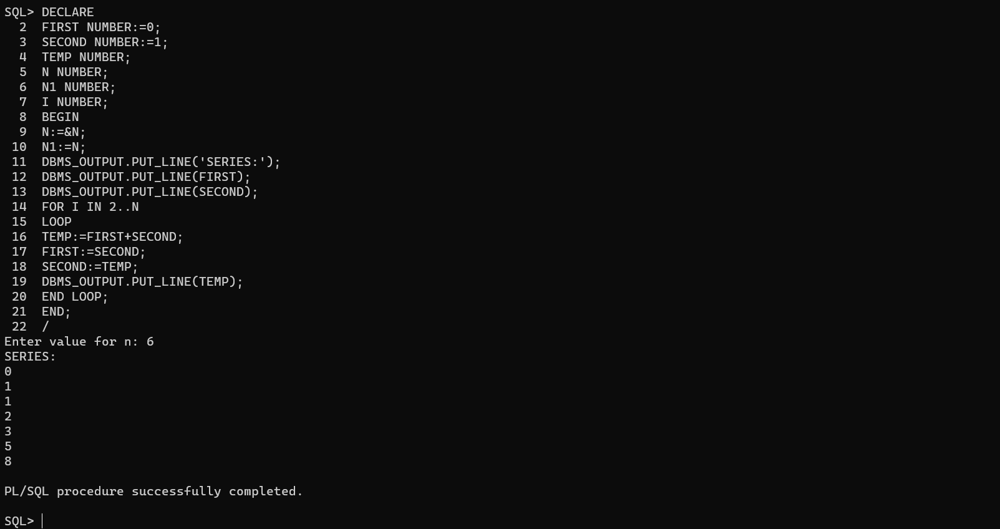 SQL> DECLARE
  2  FIRST NUMBER:=0;
  3  SECOND NUMBER:=1;
  4  TEMP NUMBER;
  5  N NUMBER;
  6  N1 NUMBER;
  7  I NUMBER;
  8  BEGIN
  9  N:=&N;
 10  N1:=N;
 11  DBMS_OUTPUT.PUT_LINE('SERIES:');
 12  DBMS_OUTPUT.PUT_LINE(FIRST);
 13  DBMS_OUTPUT.PUT_LINE(SECOND);
 14  FOR I IN 2..N
 15  LOOP
 16  TEMP:=FIRST+SECOND;
 17  FIRST:=SECOND;
 18  SECOND:=TEMP;
 19  DBMS_OUTPUT.PUT_LINE(TEMP);
 20  END LOOP;
 21  END;
 22  /
Enter value for n: 6
SERIES:
0
1
1
2
3
5
8
PL/SQL procedure successfully completed.
SQL>